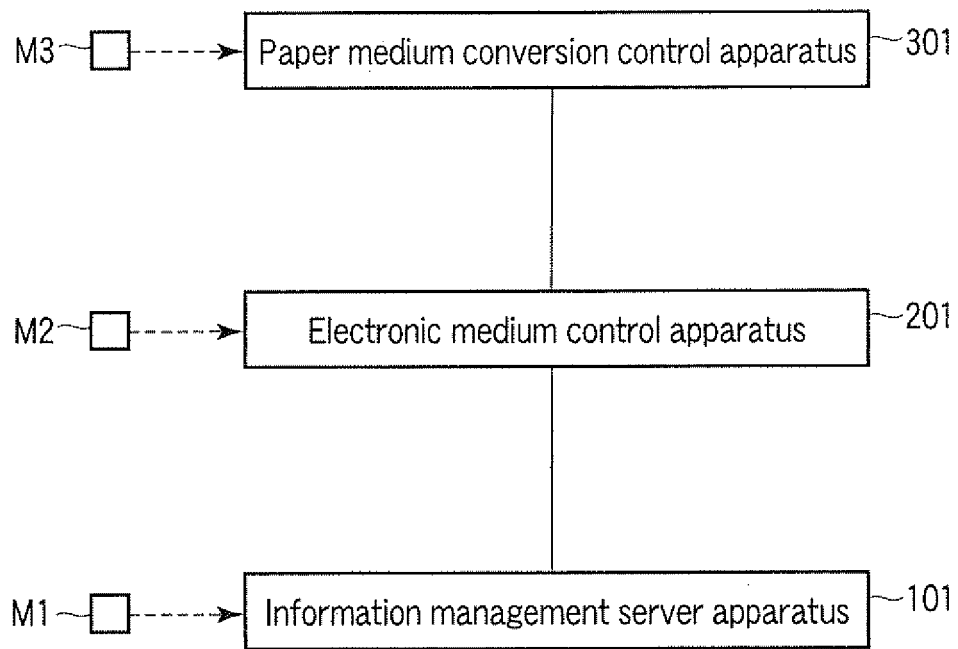 M3
Paper medium conversion control apparatus
301
M2
Electronic medium control apparatus
201
M1
Information management server apparatus
101